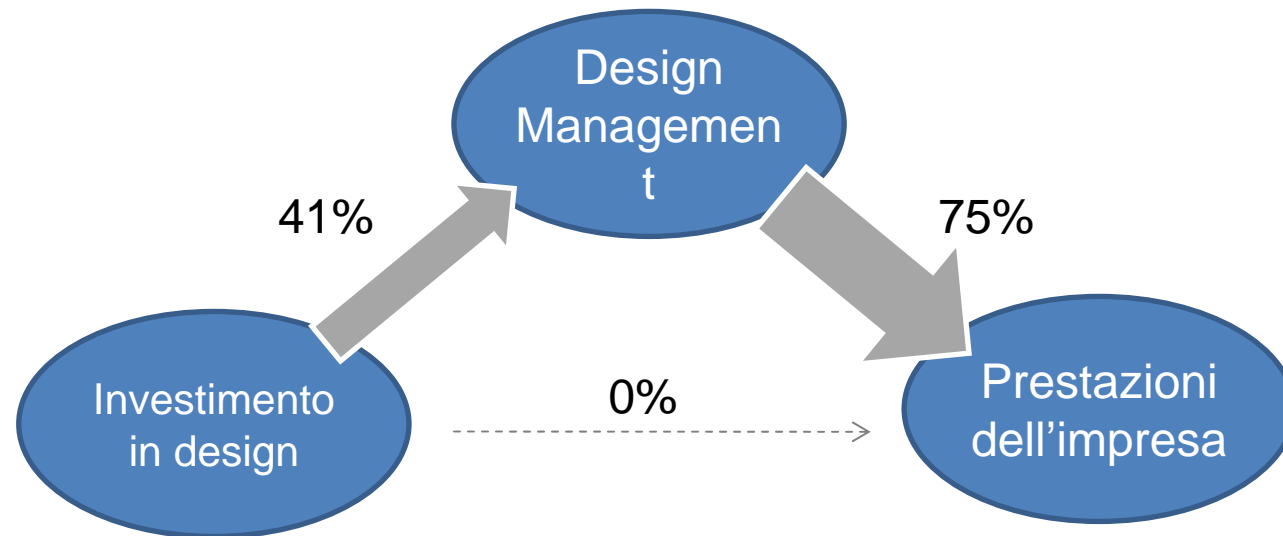 Design
Managemen
t
41%
75%
Investimento
in design
0%
Prestazioni
dell’impresa